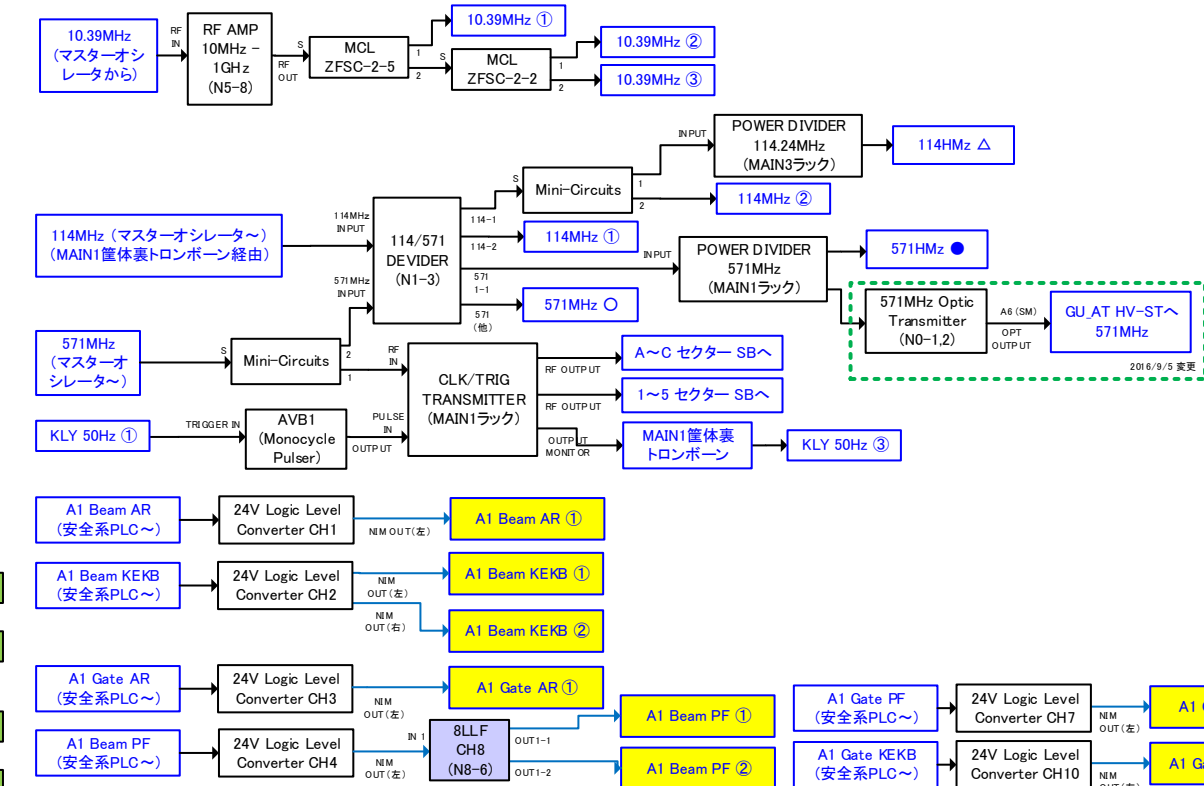 10.39MHz
(マスターオシ
レータから)
RF
IN
RF AMP
10MHz -
1GHz
(N5-8)
RF
OUT
S
MCL
ZFSC-2-5
1
2
10.39MHz ①
S
MCL
ZFSC-2-2
1
2
10.39MHz ②
10.39MHz ③
114MHz (マスターオシレータ～)
(MAIN1筐体裏トロンボーン経由)
114MHz
INPUT
571MHz
INPUT
114/571
DEVIDER
(N1-3)
114-1
114-2
571
1-1
571
(他)
S
Mini-Circuits
1
2
INPUT
POWER DIVIDER
114.24MHz
(MAIN3ラック)
114HMz △
114MHz ②
114MHz ①
INPUT
POWER DIVIDER
571MHz
(MAIN1ラック)
571HMz ●
571MHz ○
571MHz Optic
Transmitter
(N0-1,2)
A6 (SM)
OPT
OUTPUT
GU_AT HV-STへ
571MHz
2016/9/5 変更
571MHz
(マスターオ
シレータ～)
S
Mini-Circuits
2
1
RF
IN
CLK/TRIG
TRANSMITTER
(MAIN1ラック)
RF OUTPUT
A～C セクター SBへ
RF OUTPUT
1～5 セクター SBへ
KLY 50Hz ①
TRIGGER IN
AVB1
(Monocycle
Pulser)
OUTPUT
PULSE
IN
OUTPUT
MONITOR
MAIN1筐体裏
トロンボーン
KLY 50Hz ③
A1 Beam AR
(安全系PLC～)
24V Logic Level
Converter CH1
NIM OUT(左)
A1 Beam AR ①
A1 Beam KEKB
(安全系PLC～)
24V Logic Level
Converter CH2
NIM
OUT(左)
NIM
OUT(右)
A1 Beam KEKB ①
A1 Beam KEKB ②
A1 Gate AR
(安全系PLC～)
24V Logic Level
Converter CH3
NIM
OUT(左)
A1 Gate AR ①
A1 Beam PF
(安全系PLC～)
24V Logic Level
Converter CH4
NIM
OUT(左)
IN 1
8LLF
CH8
(N8-6)
OUT1-1
OUT1-2
A1 Beam PF ①
A1 Beam PF ②
A1 Gate PF
(安全系PLC～)
24V Logic Level
Converter CH7
NIM
OUT(左)
A1
A1 Gate KEKB
(安全系PLC～)
24V Logic Level
Converter CH10
NIM
A1